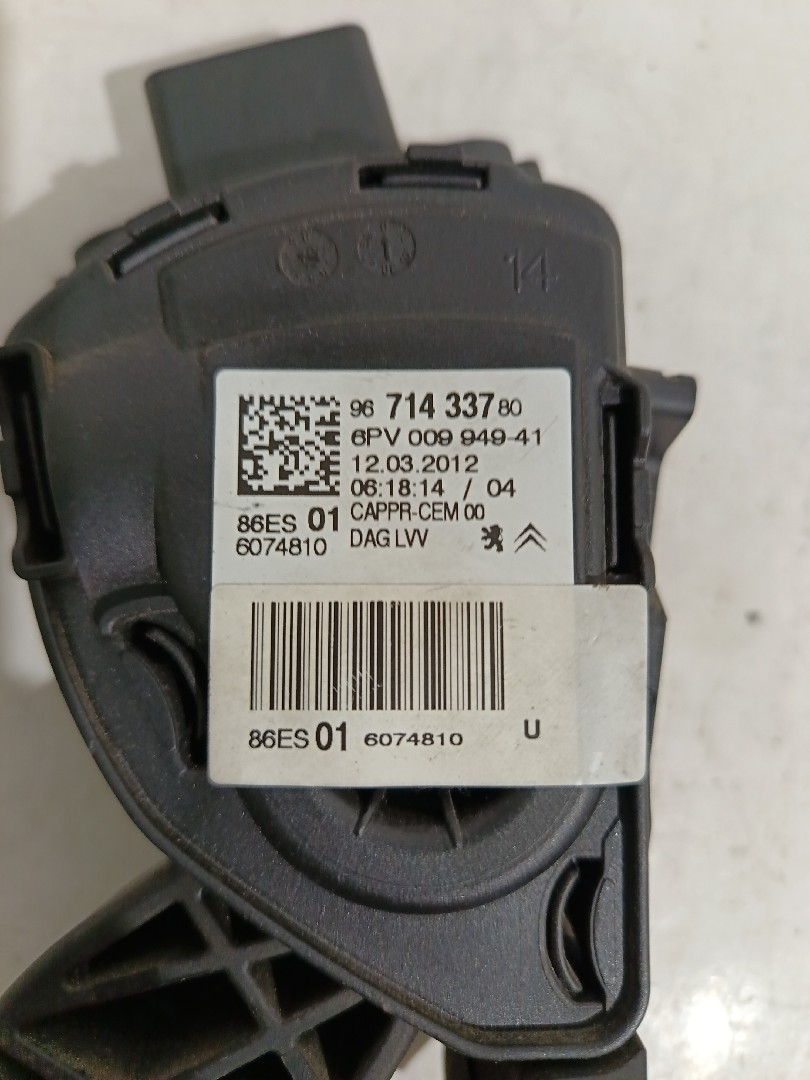 14
96 714 337 80
6PV 009 949-41
12.03.2012
06:18:14 / 04
CAPPR-CEM 00
DAG LVV
86ES 01
6074810
86ES 01 6074810 U